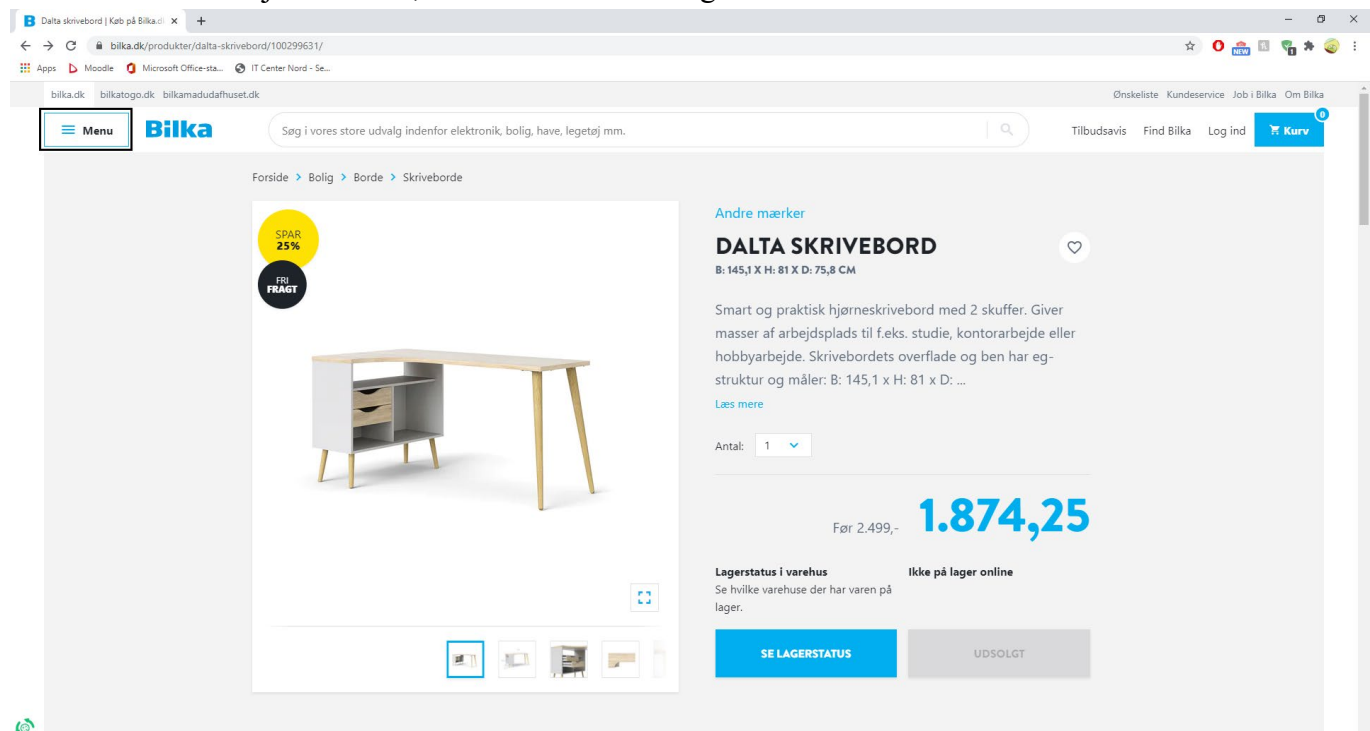 Dalta skrivebord | Køb på Bilka.d
bilka.dk/produkter/dalta-skrivebord/100299631/
NEW
1
Apps Moodle Microsoft Office-sta... IT Center Nord - Se...
bilka.dk bilkatogo.dk bilkamadudafhuset.dk
Ønskeliste Kundeservice Job i Bilka Om Bilka
Menu
Bilka
Søg i vores store udvalg indenfor elektronik, bolig, have, legetøj mm.
Tilbudsavis Find Bilka Log ind
Kurv
0
Forside > Bolig > Borde > Skriveborde
SPAR
25%
FRI
FRAGT
Andre mærker
DALTA SKRIVEBORD
B: 145,1 X H: 81 X D: 75,8 CM
Smart og praktisk hjørneskrivebord med 2 skuffer. Giver
masser af arbejdsplads til f.eks. studie, kontorarbejde eller
hobbyarbejde. Skrivebordets overflade og ben har eg-
struktur og måler: B: 145,1 x H: 81 x D: ...
Læs mere
Antal: 1
Før 2.499,- 1.874,25
Lagerstatus i varehus
Se hvilke varehuse der har varen på
lager.
Ikke på lager online
SE LAGERSTATUS
UDSOLGT